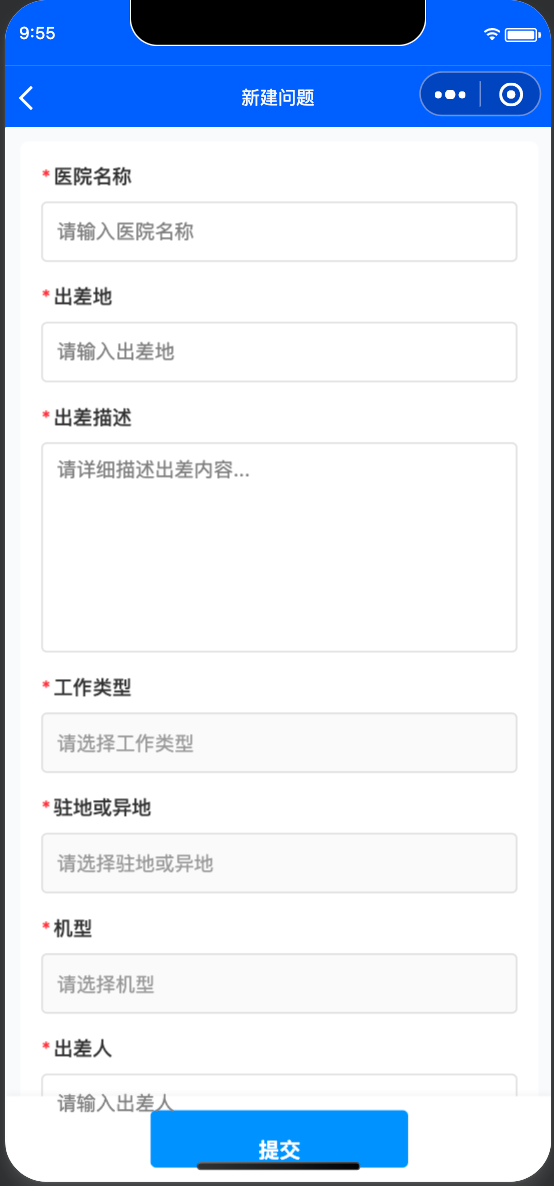 9:55
新建问题
*医院名称
请输入医院名称
*出差地
请输入出差地
*出差描述
请详细描述出差内容...
*工作类型
请选择工作类型
*驻地或异地
请选择驻地或异地
*机型
请选择机型
*出差人
请输入出差人
提交